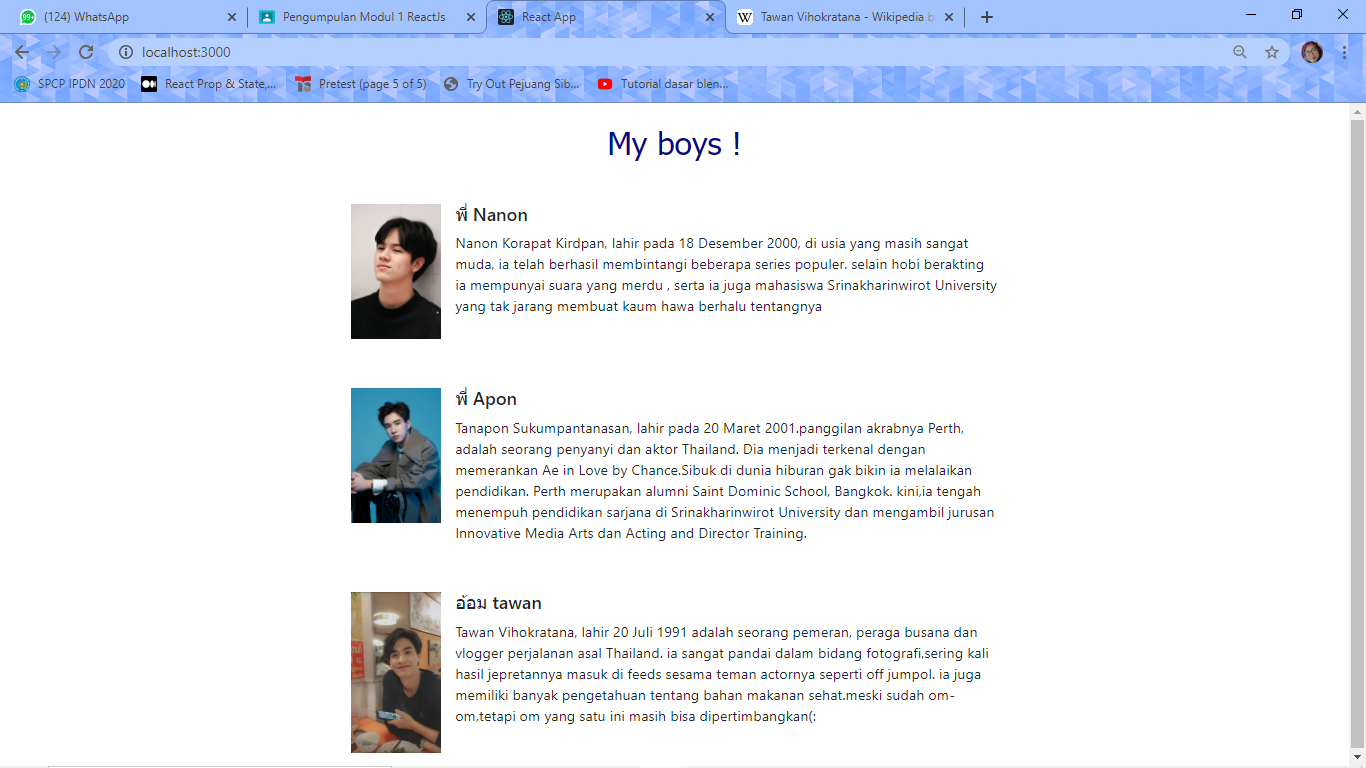 (124) WhatsApp
Pengumpulan Modul 1 ReactJs
React App
Tawan Vihokratana - Wikipedia b
localhost:3000
SPCP IPDN 2020
React Prop & State,...
Pretest (page 5 of 5)
Try Out Pejuang Sib...
Tutorial dasar blen...
My boys !
พี่ Nanon
Nanon Korapat Kirdpan, lahir pada 18 Desember 2000, di usia yang masih sangat
muda, ia telah berhasil membintangi beberapa series populer. selain hobi berakting
ia mempunyai suara yang merdu , serta ia juga mahasiswa Srinakharinwirot University
yang tak jarang membuat kaum hawa berhalu tentangnya
พี่ Apon
Tanapon Sukumpantanasan, lahir pada 20 Maret 2001.panggilan akrabnya Perth,
adalah seorang penyanyi dan aktor Thailand. Dia menjadi terkenal dengan
memerankan Ae in Love by Chance.Sibuk di dunia hiburan gak bikin ia melalaikan
pendidikan. Perth merupakan alumni Saint Dominic School, Bangkok. kini,ia tengah
menempuh pendidikan sarjana di Srinakharinwirot University dan mengambil jurusan
Innovative Media Arts dan Acting and Director Training.
อ้อม tawan
Tawan Vihokratana, lahir 20 Juli 1991 adalah seorang pemeran, peraga busana dan
vlogger perjalanan asal Thailand. ia sangat pandai dalam bidang fotografi,sering kali
hasil jepretannya masuk di feeds sesama teman actornya seperti off jumpol. ia juga
memiliki banyak pengetahuan tentang bahan makanan sehat.meski sudah om-
om,tetapi om yang satu ini masih bisa dipertimbangkan(: